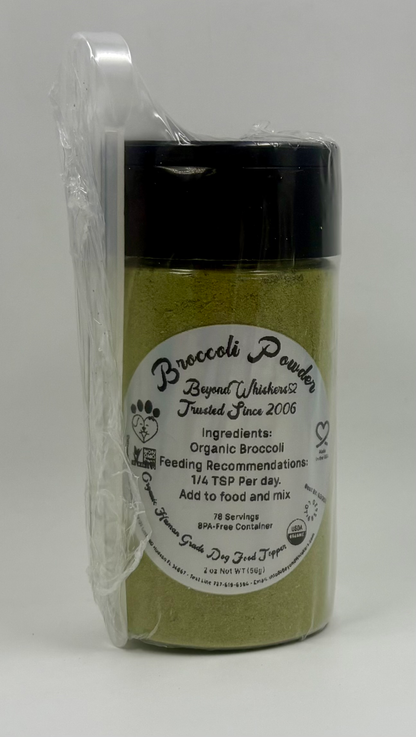 Broccoli Powder
Beyond Whiskers
Trusted Since 2006
Ingredients:
Organic Broccoli
Feeding Recommendations:
1/4 TSP Per day.
Add to food and mix
78 Servings
BPA-Free Container
USDA
ORGANIC
Organic Human Grade Dog Food Topper
2 oz Net WT (56g)